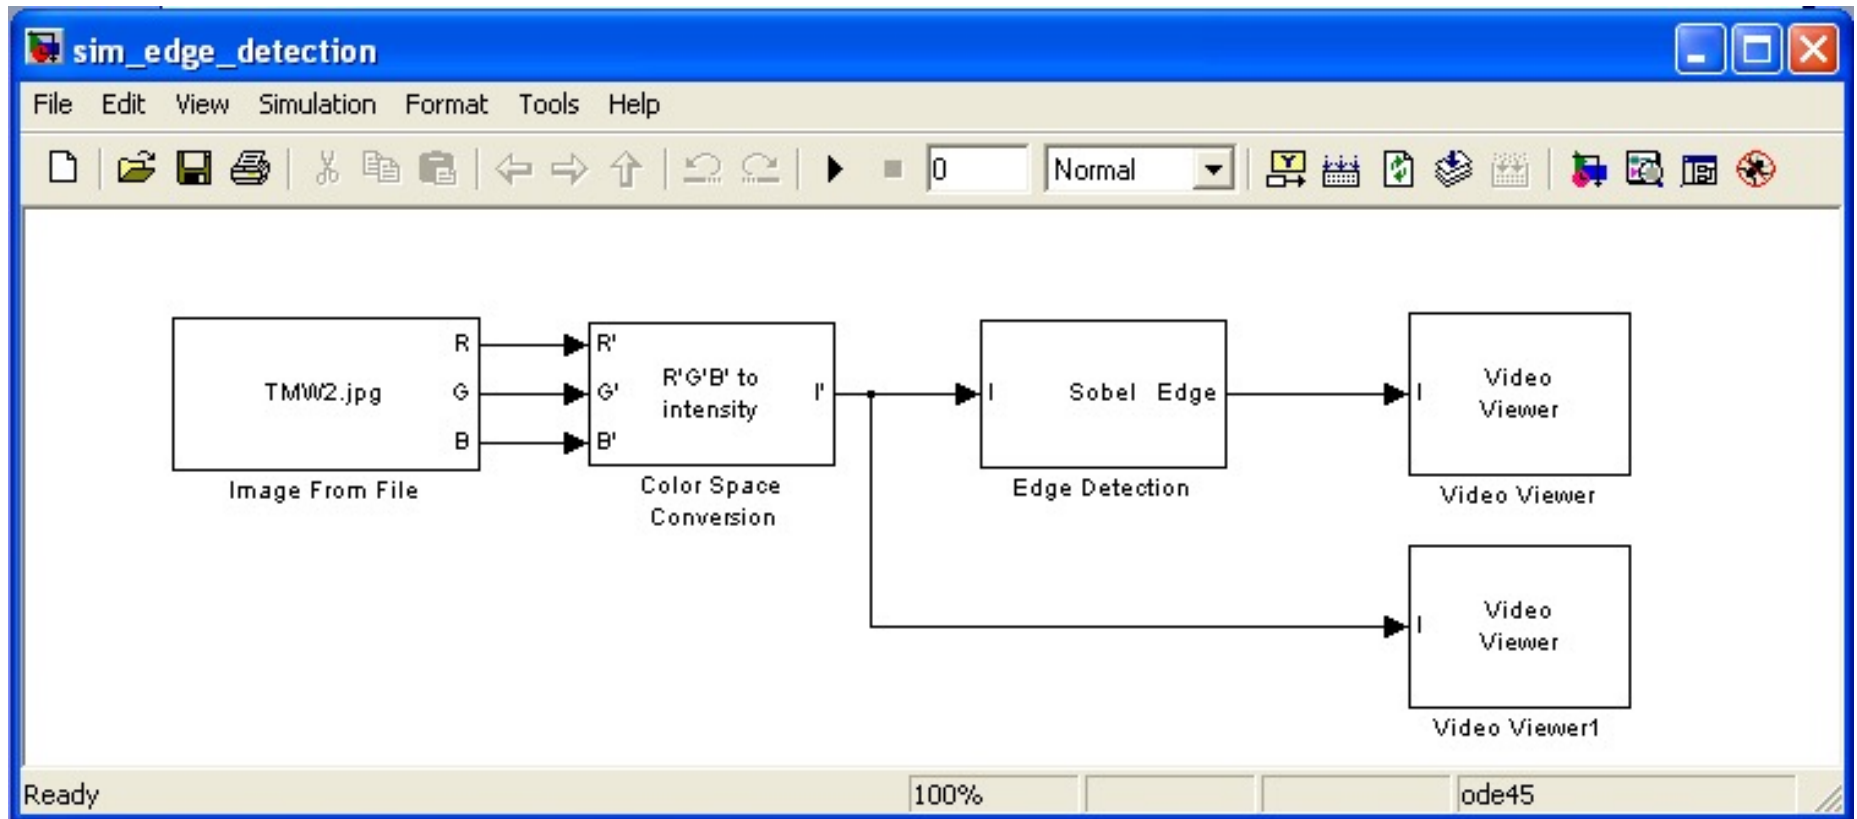 sim_edge_detection
File Edit View Simulation Format Tools Help
0 Normal
R R'
TMW2.jpg G G' R'G'B' to intensity I' I Sobel Edge I Video Viewer
B B'
Image From File
Color Space
Conversion
Edge Detection
Video Viewer
I Video
Viewer
Video Viewer1
Ready 100% ode45